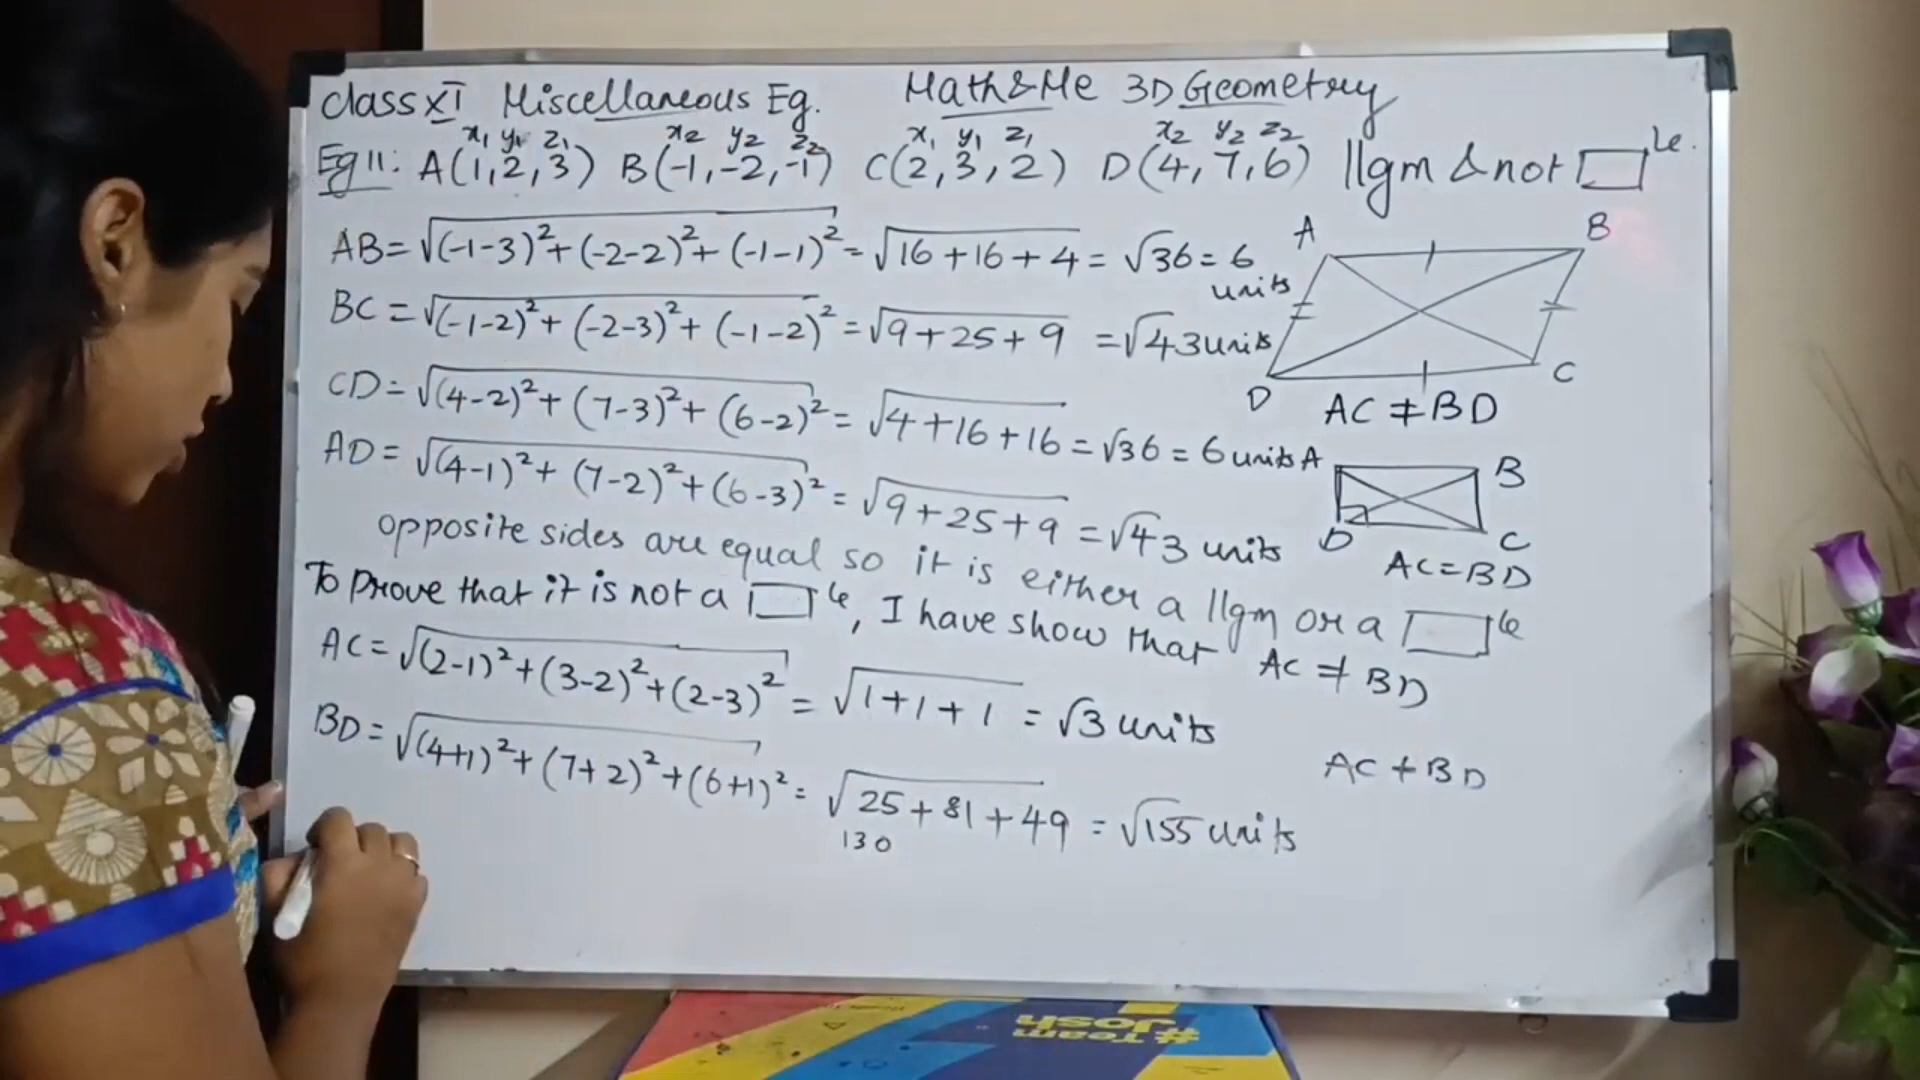 Class XI Miscellaneous Eg. Math&Me 3D Geometry
x₁ y₁ z₁ x₂ y₂ z₂ x₁ y₁ z₁ x₂ y₂ z₂
Eg 11: A(1,2,3) B(-1,-2,-1) C(2,3,2) D(4,7,6) llgm & not □le.
AB=√(-1-3)²+(-2-2)²+(-1-1)²=√16+16+4=√36=6 units
BC=√(-1-2)²+(-2-3)²+(-1-2)²=√9+25+9=√43units
CD=√(4-2)²+(7-3)²+(6-2)²=√4+16+16=√36=6units
AD=√(4-1)²+(7-2)²+(6-3)²=√9+25+9=√43 units
opposite sides are equal so it is either a llgm or a □le
To prove that it is not a □le, I have show that AC≠BD
AC=√(2-1)²+(3-2)²+(2-3)²=√1+1+1=√3 units
BD=√(4+1)²+(7+2)²+(6+1)²=√25+81+49=√155 units
130
A
B
D
C
AC≠BD
A
B
D
C
AC=BD
AC≠BD
#Team
Josh